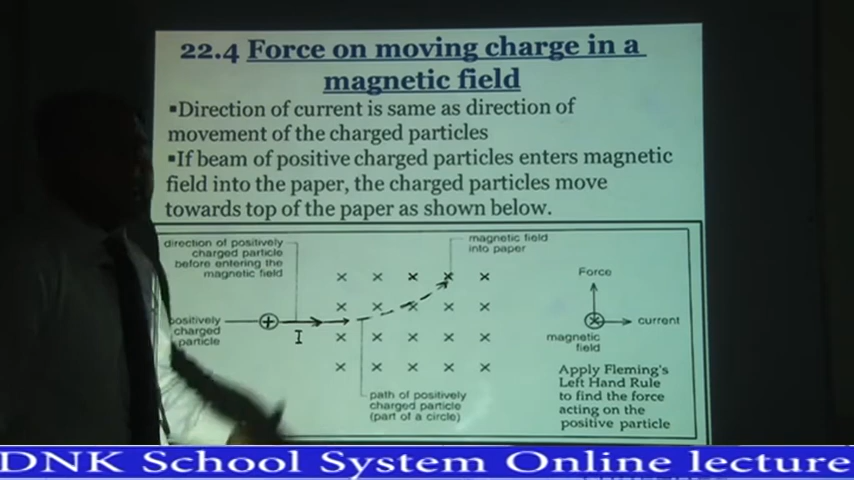 22.4 Force on moving charge in a
magnetic field
▪Direction of current is same as direction of
movement of the charged particles
▪If beam of positive charged particles enters magnetic
field into the paper, the charged particles move
towards top of the paper as shown below.
direction of positively
charged particle
before entering the
magnetic field
magnetic field
into paper
positively
charged
particle
I
path of positively
charged particle
(part of a circle)
Force
current
magnetic
field
Apply Fleming's
Left Hand Rule
to find the force
acting on the
positive particle
DNK School System Online lecture